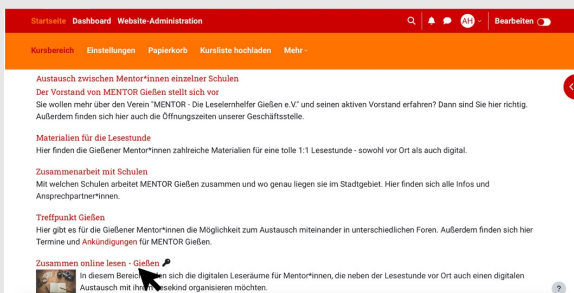 Startseite Dashboard Website-Administration AH Bearbeiten
Kursbereich Einstellungen Papierkorb Kursliste hochladen Mehr
Austausch zwischen Mentor*innen einzelner Schulen
Der Vorstand von MENTOR Gießen stellt sich vor
Sie wollen mehr über den Verein "MENTOR - Die Leselernhelfer Gießen e.V." und seinen aktiven Vorstand erfahren? Dann sind Sie hier richtig.
Außerdem finden sich hier auch die Öffnungszeiten unserer Geschäftsstelle.
Materialien für die Lesestunde
Hier finden die Gießener Mentor*innen zahlreiche Materialien für eine tolle 1:1 Lesestunde - sowohl vor Ort als auch digital.
Zusammenarbeit mit Schulen
Mit welchen Schulen arbeitet MENTOR Gießen zusammen und wo genau liegen sie im Stadtgebiet. Hier finden sich alle Infos und
Ansprechpartner*innen.
Treffpunkt Gießen
Hier gibt es für die Gießener Mentor*innen die Möglichkeit zum Austausch miteinander in unterschiedlichen Foren. Außerdem finden sich hier
Termine und Ankündigungen für MENTOR Gießen.
Zusammen online lesen - Gießen
In diesem Bereich sich die digitalen Leseräume für Mentor*innen, die neben der Lesestunde vor Ort auch einen digitalen
Austausch mit organisieren möchten.
?